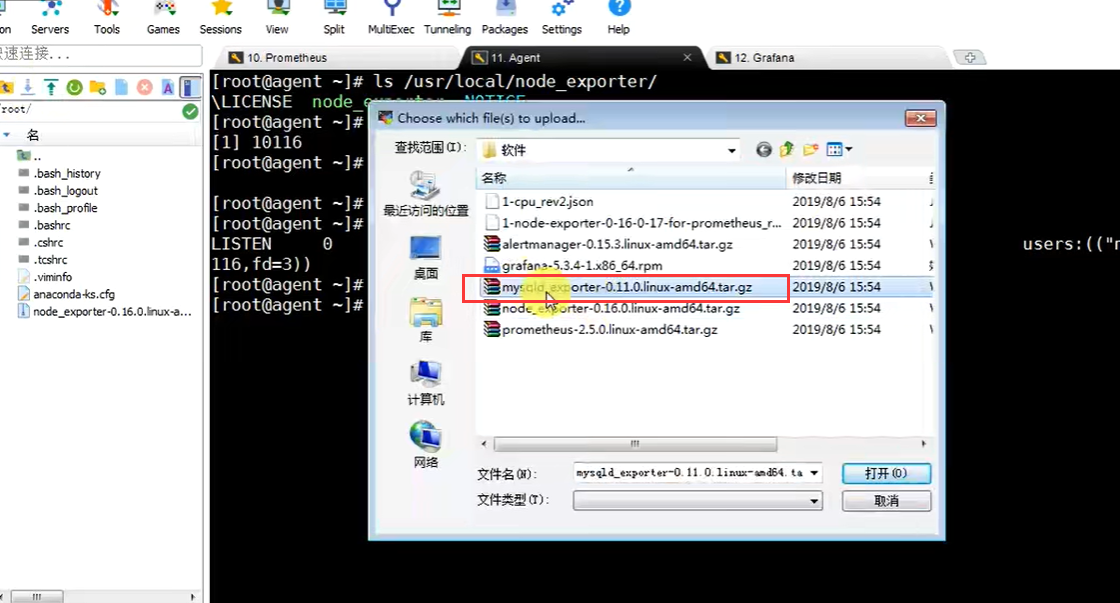 Servers Tools Games Sessions View Split MultiExec Tunneling Packages Settings Help
速连接...
10. Prometheus
11. Agent
12. Grafana
名
..
.bash_history
.bash_logout
.bash_profile
.bashrc
.cshrc
.tcshrc
.viminfo
anaconda-ks.cfg
node_exporter-0.16.0.linux-a...
[root@agent ~]# ls /usr/local/node_exporter/
\LICENSE node_exporter NOTICE
[root@agent ~]#
[1] 10116
[root@agent ~]#
[root@agent ~]#
[root@agent ~]#
LISTEN 0 users:(("n
116,fd=3))
[root@agent ~]#
[root@agent ~]#
Choose which file(s) to upload...
查找范围(I):
软件
最近访问的位置
桌面
库
计算机
网络
名称 修改日期
1-cpu_rev2.json 2019/8/6 15:54
1-node-exporter-0-16-0-17-for-prometheus_r... 2019/8/6 15:54
alertmanager-0.15.3.linux-amd64.tar.gz 2019/8/6 15:54
grafana-5.3.4-1.x86_64.rpm 2019/8/6 15:54
mysqld_exporter-0.11.0.linux-amd64.tar.gz 2019/8/6 15:54
node_exporter-0.16.0.linux-amd64.tar.gz 2019/8/6 15:54
prometheus-2.5.0.linux-amd64.tar.gz 2019/8/6 15:54
文件名(N): mysqld_exporter-0.11.0.linux-amd64.ta 打开(O)
文件类型(T): 取消